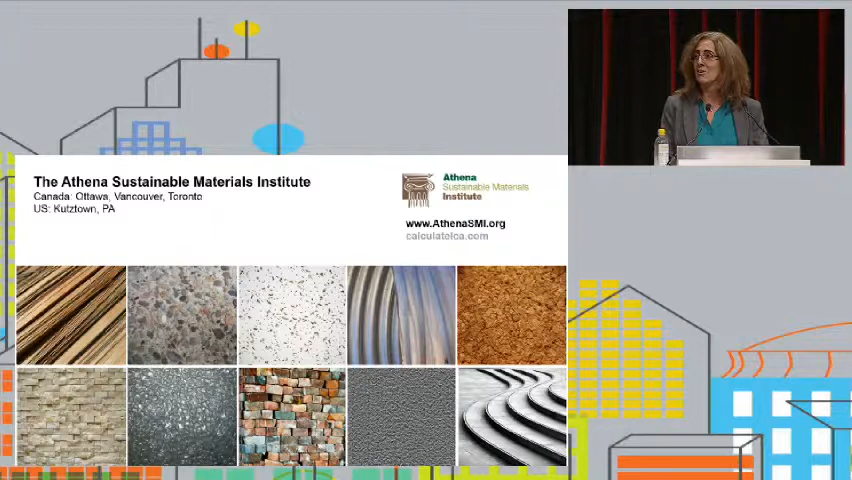 The Athena Sustainable Materials Institute
Canada: Ottawa, Vancouver, Toronto
US: Kutztown, PA
Athena
Sustainable Materials
Institute
www.AthenaSMI.org
calculatelca.com